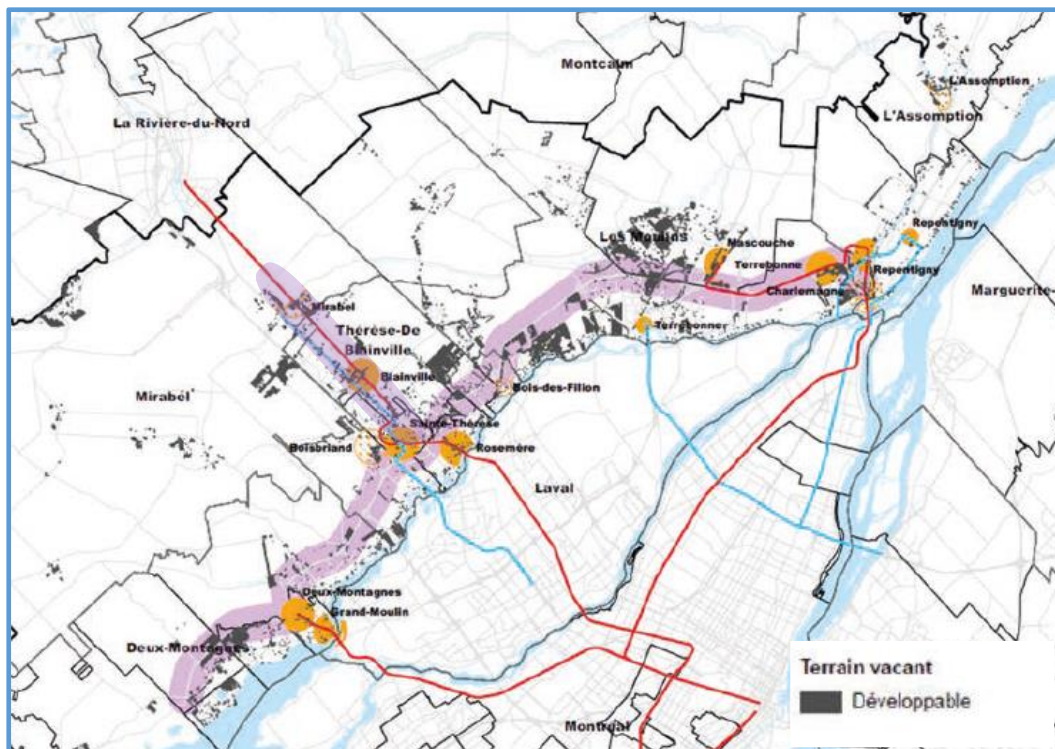 Montcalm
L'Assomptien
L'Assomption
La Rivière-du-Nord
Repentigny
Les Moulins
Mascouche
Terrebonne
Repentigny
Charlemagne
Marguerite-
Mirabel
Terrebonner
Thérèse-De
Blainville
Blainville
Bois-des-Filion
Mirabel
Sainte-Thérèse
Boisbriand
Rosemère
Laval
Deux-Montagnes
Grand-Moulin
Deux-Montagnes
Montréal
Terrain vacant
Développable